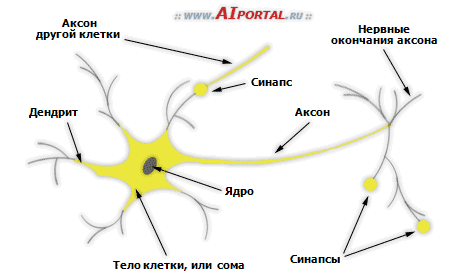 :: www.AIPORTAL.ru ::
Аксон
другой клетки
Нервные
окончания аксона
Синапс
Дендрит
Аксон
Ядро
Тело клетки, или сома
Синапсы